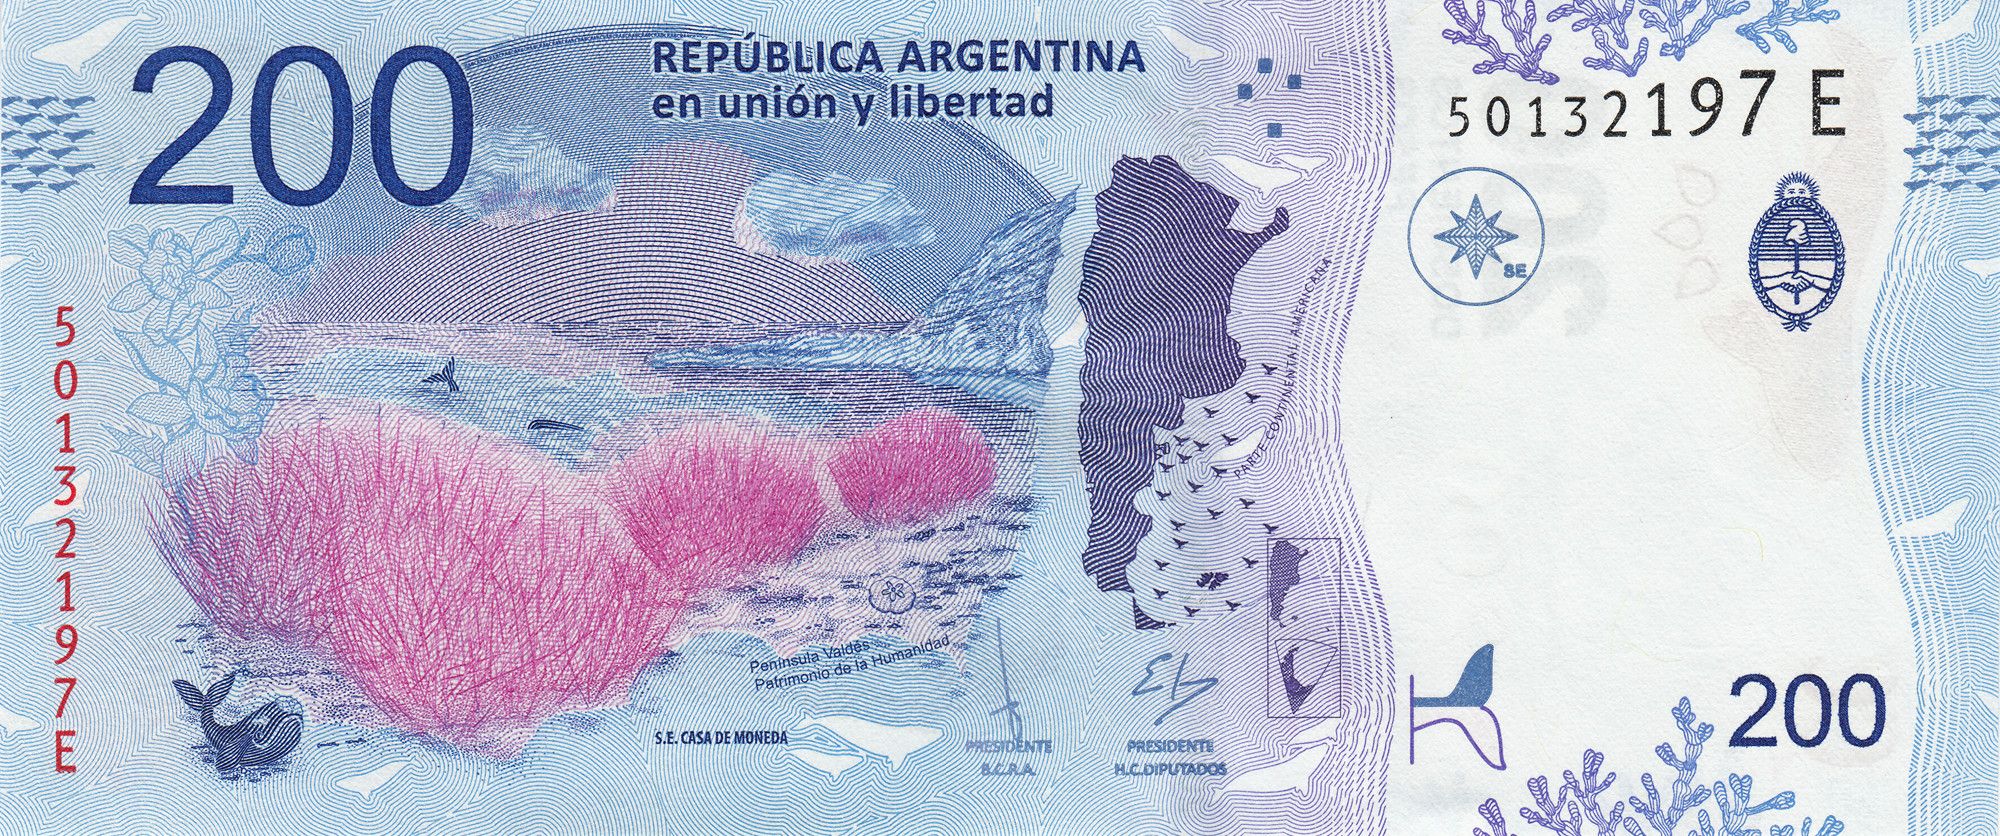 200
REPÚBLICA ARGENTINA
en unión y libertad
50132197 E
SE
PARTE CONTINENTAL AMERICANA
50132197E
Península Valdés
Patrimonio de la Humanidad
S.E. CASA DE MONEDA
PRESIDENTE
B.C.R.A.
PRESIDENTE
H.C.DIPUTADOS
200